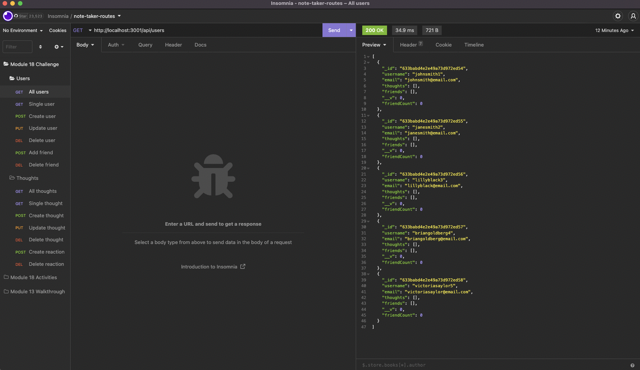 Insomnia – All users
Insomnia / note-taker-routes
No Environment Cookies
GET http://localhost:3001/api/users Send
200 OK 34.9 ms 721 B 12 Minutes Ago
Filter
Body Auth Query Header Docs
Preview Header Cookie Timeline
Module 18 Challenge
Users
GET All users
GET Single user
POST Create user
PUT Update user
DEL Delete user
POST Add friend
DEL Delete friend
Thoughts
GET All thoughts
GET Single thought
POST Create thought
PUT Update thought
DEL Delete thought
POST Create reaction
DEL Delete reaction
Module 18 Activities
Module 13 Walkthrough
Enter a URL and send to get a response
Select a body type from above to send data in the body of a request
Introduction to Insomnia
1 [
2 {
3 "_id": "633babd4e2e49a73d972ed54",
4 "username": "johnsmith1",
5 "email": "johnsmith@email.com",
6 "thoughts": [],
7 "friends": [],
8 "__v": 0,
9 "friendCount": 0
10 },
11 {
12 "_id": "633babd4e2e49a73d972ed55",
13 "username": "janesmith2",
14 "email": "janesmith@email.com",
15 "thoughts": [],
16 "friends": [],
17 "__v": 0,
18 "friendCount": 0
19 },
20 {
21 "_id": "633babd4e2e49a73d972ed56",
22 "username": "lillyblack3",
23 "email": "lillyblack@email.com",
24 "thoughts": [],
25 "friends": [],
26 "__v": 0,
27 "friendCount": 0
28 },
29 {
30 "_id": "633babd4e2e49a73d972ed57",
31 "username": "briangoldberg4",
32 "email": "briangoldberg@email.com",
33 "thoughts": [],
34 "friends": [],
35 "__v": 0,
36 "friendCount": 0
37 },
38 {
39 "_id": "633babd4e2e49a73d972ed58",
40 "username": "victoriasaylor5",
41 "email": "victoriasaylor@email.com",
42 "thoughts": [],
43 "friends": [],
44 "__v": 0,
45 "friendCount": 0
46 }
47 ]
$.store.books[*].author